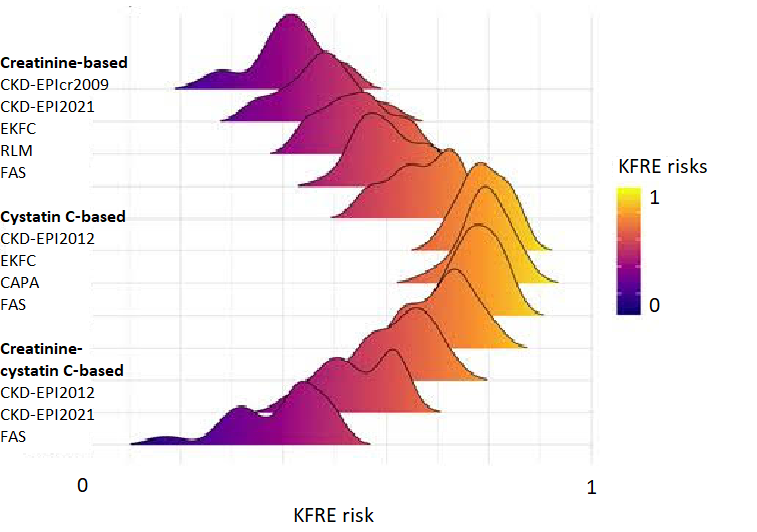 Creatinine-based
CKD-EPIcr2009
CKD-EPI2021
EKFC
RLM
FAS
Cystatin C-based
CKD-EPI2012
EKFC
CAPA
FAS
Creatinine-
cystatin C-based
CKD-EPI2012
CKD-EPI2021
FAS
KFRE risks
1
0
0
1
KFRE risk